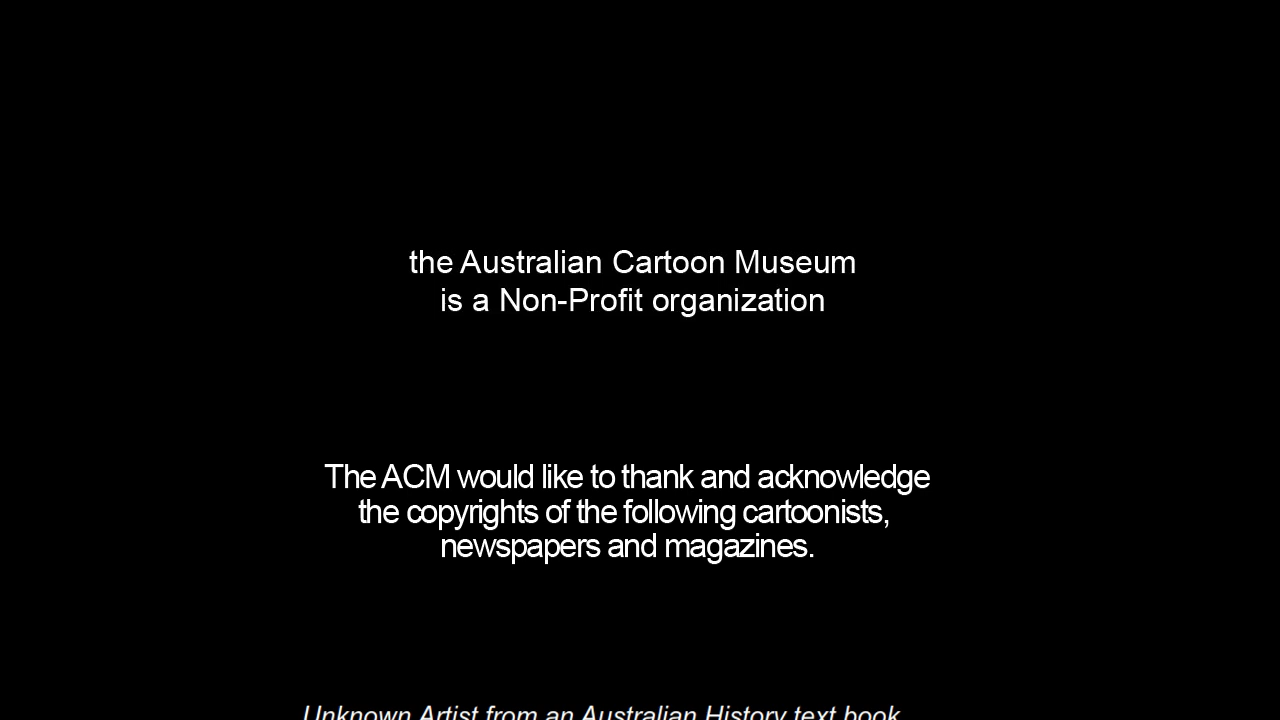 the Australian Cartoon Museum
is a Non-Profit organization
The ACM would like to thank and acknowledge
the copyrights of the following cartoonists,
newspapers and magazines.
Unknown Artist from an Australian History text book